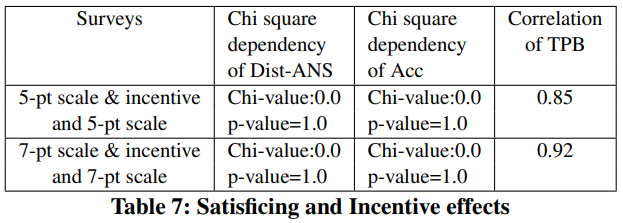 Surveys Chi square Chi square Correlation
dependency dependency of TPB
of Dist-ANS of Acc
5-pt scale & incentive Chi-value:0.0 Chi-value:0.0 0.85
and 5-pt scale p-value=1.0 p-value=1.0
7-pt scale & incentive Chi-value:0.0 Chi-value:0.0 0.92
and 7-pt scale p-value=1.0 p-value=1.0
Table 7: Satisficing and Incentive effects